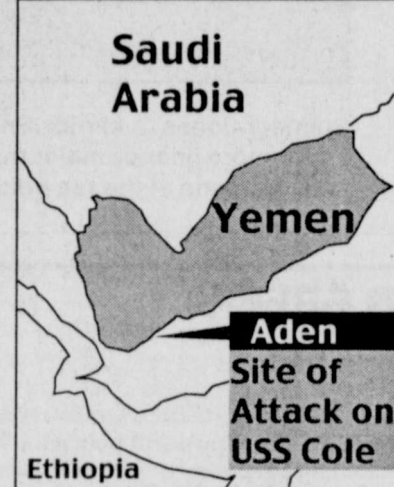 Saudi
Arabia
Yemen
Aden
Site of
Attack on
USS Cole
Ethiopia